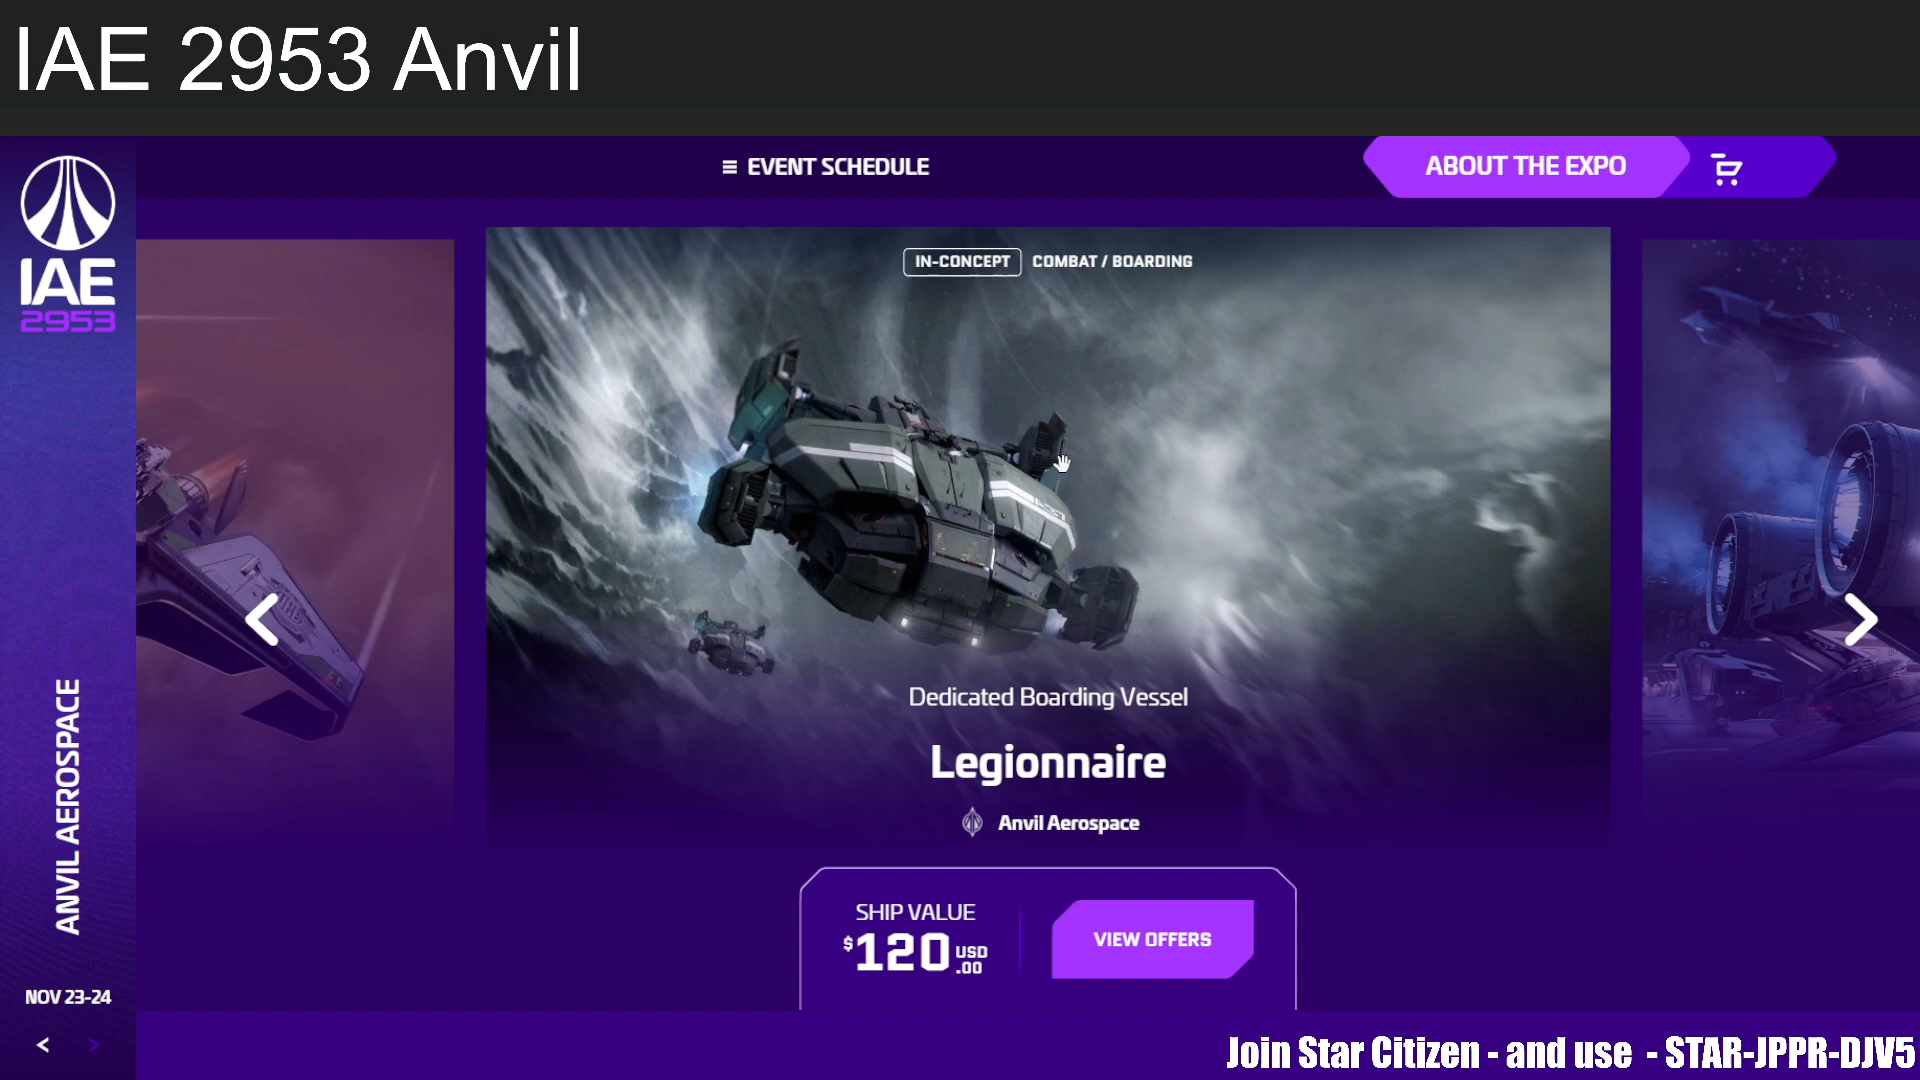 IAE 2953 Anvil
EVENT SCHEDULE
ABOUT THE EXPO
IAE
2953
IN-CONCEPT COMBAT / BOARDING
Dedicated Boarding Vessel
Legionnaire
Anvil Aerospace
SHIP VALUE
$120 USD .00
VIEW OFFERS
ANVIL AEROSPACE
NOV 23-24
< >
Join Star Citizen - and use - STAR-JPPR-DJV5